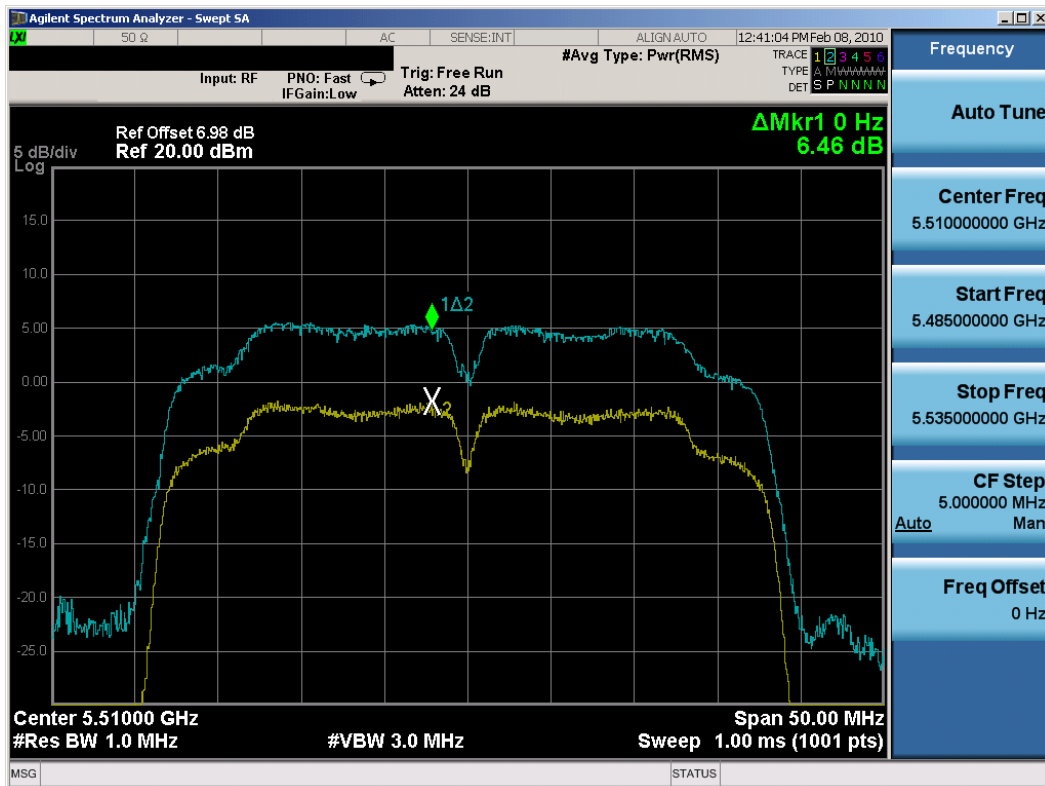 Agilent Spectrum Analyzer - Swept SA
LXI 50 Ω AC SENSE:INT ALIGN AUTO 12:41:04 PM Feb 08, 2010
Frequency
#Avg Type: Pwr(RMS) TRACE 1 2 3 4 5 6
Input: RF PNO: Fast Trig: Free Run TYPE A M W W W W
IFGain:Low Atten: 24 dB DET S P N N N N
Auto Tune
ΔMkr1 0 Hz
Ref Offset 6.98 dB
5 dB/div Ref 20.00 dBm 6.46 dB
Log
Center Freq
5.510000000 GHz
15.0
10.0
Start Freq
5.485000000 GHz
1Δ2
5.00
0.00
Stop Freq
5.535000000 GHz
X2
-5.00
CF Step
5.000000 MHz
Auto Man
-10.0
-15.0
Freq Offset
0 Hz
-20.0
-25.0
Center 5.51000 GHz Span 50.00 MHz
#Res BW 1.0 MHz #VBW 3.0 MHz Sweep 1.00 ms (1001 pts)
MSG STATUS